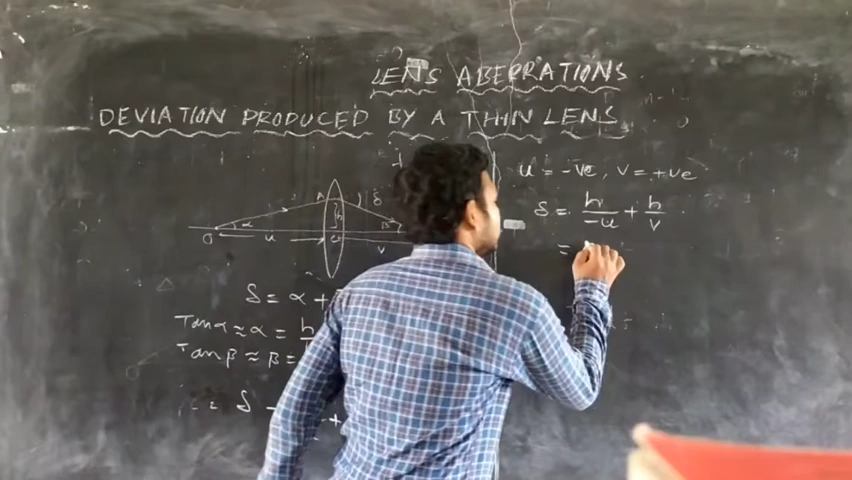 LENS ABERRATIONS
DEVIATION PRODUCED BY A THIN LENS
u = -ve, v = +ve
A
h
δ
α
β
O
u
C
v
δ = h/-u + h/v
=
δ = α +
Tanα ≈ α = h
Tanβ ≈ β =
∴ δ